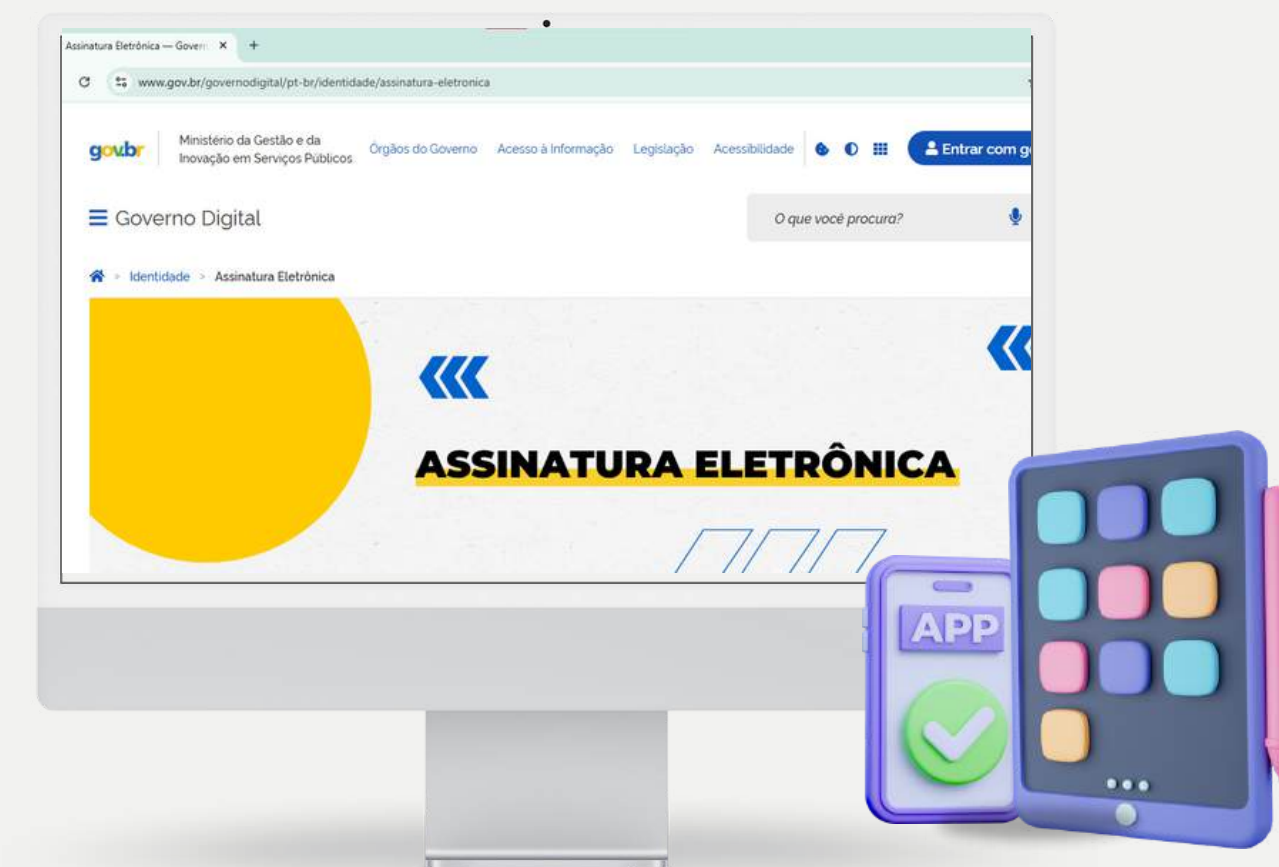 Assinatura Eletrônica — Govern
www.gov.br/governodigital/pt-br/identidade/assinatura-eletronica
gov.br
Ministério da Gestão e da
Inovação em Serviços Públicos
Órgãos do Governo Acesso à Informação Legislação Acessibilidade
Entrar com g
Governo Digital
O que você procura?
> Identidade > Assinatura Eletrônica
ASSINATURA ELETRÔNICA
APP